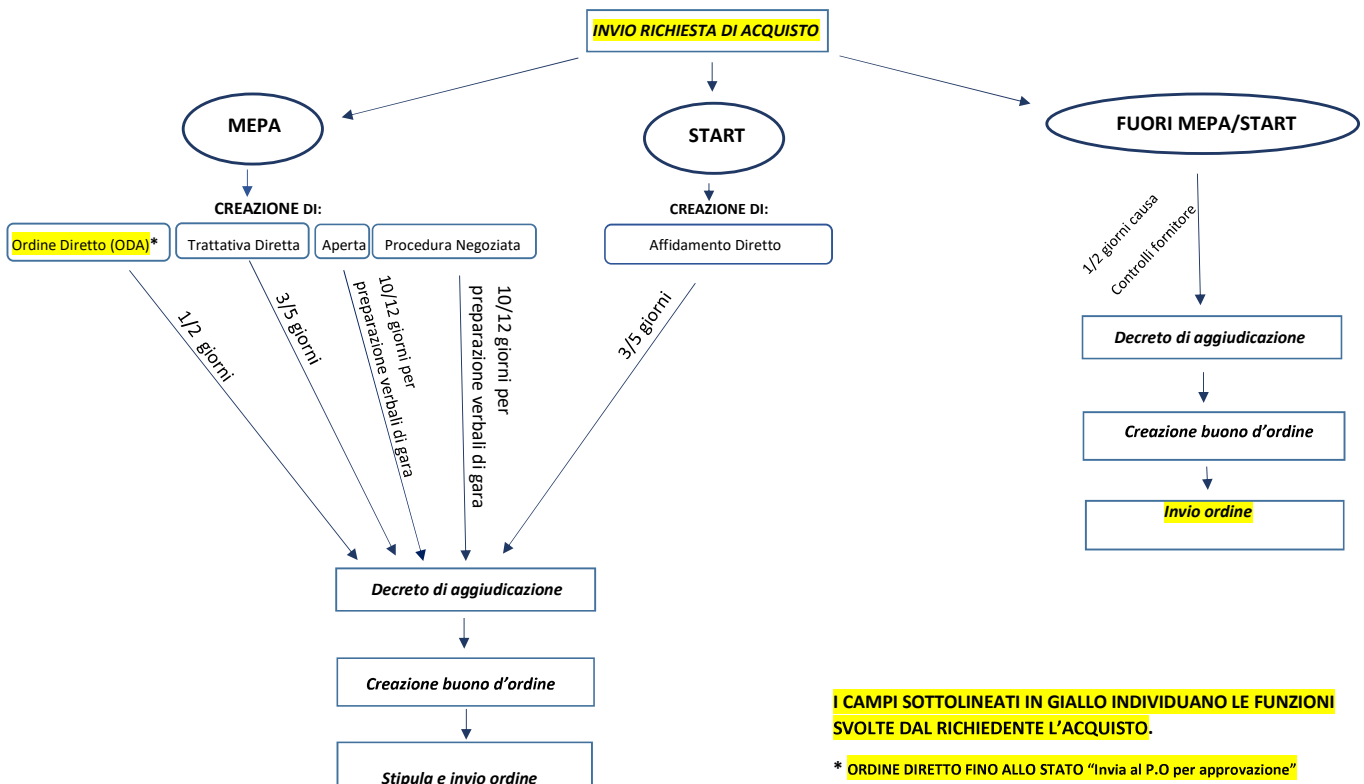 INVIO RICHIESTA DI ACQUISTO
MEPA
START
FUORI MEPA/START
CREAZIONE DI:
CREAZIONE DI:
Ordine Diretto (ODA)*
Trattativa Diretta
Aperta
Procedura Negoziata
Affidamento Diretto
1/2 giorni
3/5 giorni
10/12 giorni per
preparazione verbali di gara
10/12 giorni per
preparazione verbali di gara
3/5 giorni
1/2 giorni causa
Controlli fornitore
Decreto di aggiudicazione
Creazione buono d'ordine
Invio ordine
Decreto di aggiudicazione
Creazione buono d'ordine
Stipula e invio ordine
I CAMPI SOTTOLINEATI IN GIALLO INDIVIDUANO LE FUNZIONI
SVOLTE DAL RICHIEDENTE L'ACQUISTO.
* ORDINE DIRETTO FINO ALLO STATO "Invia al P.O per approvazione"